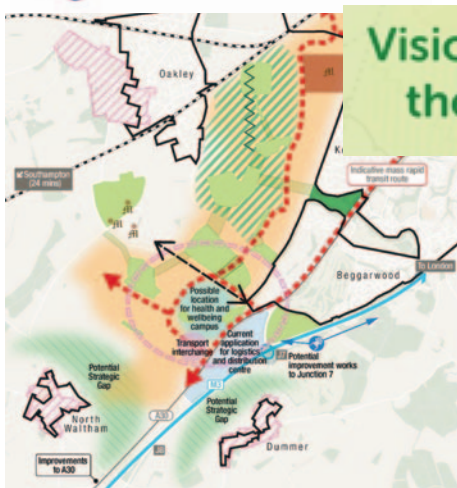 Visio
the
Oakley
K
Indicative mass rapid
transit route
Southampton
(24 mins)
To London
Beggarwood
Possible
location
for health and
wellbeing
campus
Transport
interchange
Current
application
for logistics
and distribution
centre
J7
Potential
improvement works
to Junction 7
Potential
Strategic
Gap
M3
A30
Potential
Strategic
Gap
North
Waltham
Dummer
Improvements
to A30
J8